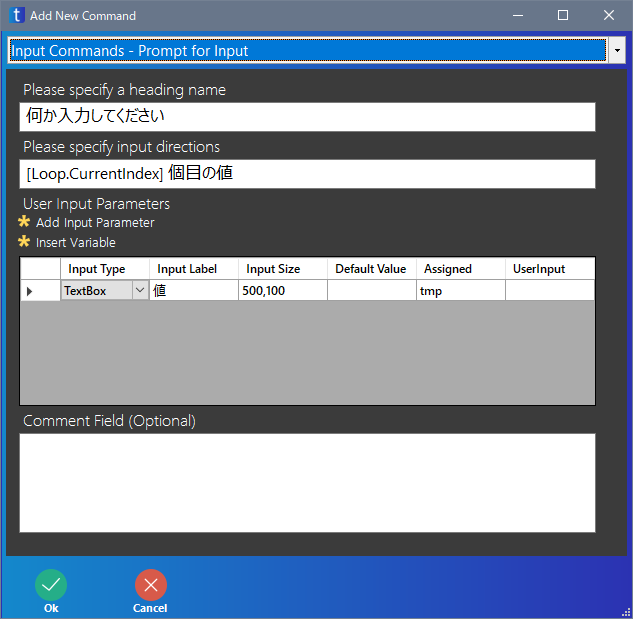 Add New Command
Input Commands - Prompt for Input
Please specify a heading name
何か入力してください
Please specify input directions
[Loop.CurrentIndex] 個目の値
User Input Parameters
Add Input Parameter
Insert Variable
Input Type Input Label Input Size Default Value Assigned UserInput
TextBox 値 500,100 tmp
Comment Field (Optional)
Ok Cancel